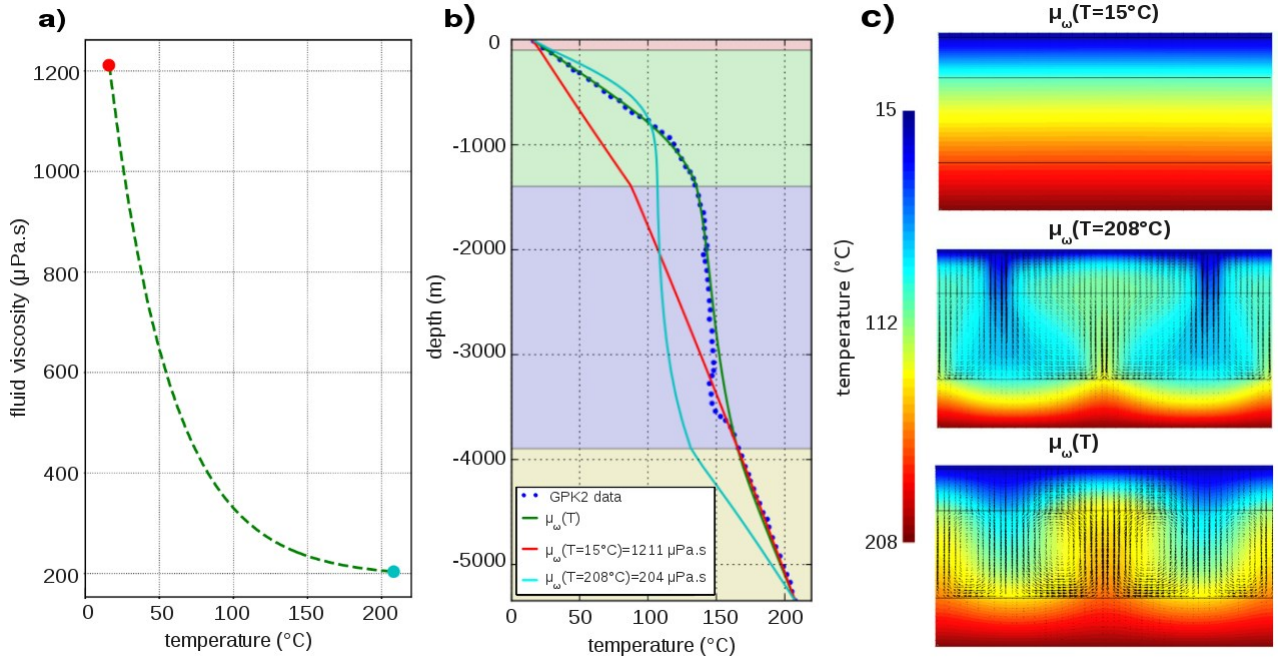 a)
1200
1000
800
600
400
200
fluid viscosity (μPa.s)
0
50
100
150
200
temperature (°C)
b)
0
-1000
-2000
-3000
-4000
-5000
depth (m)
GPK2 data
μω(T)
μω(T=15°C)=1211 μPa.s
μω(T=208°C)=204 μPa.s
0
50
100
150
200
temperature (°C)
c)
15
112
208
temperature (°C)
μω(T=15°C)
μω(T=208°C)
μω(T)